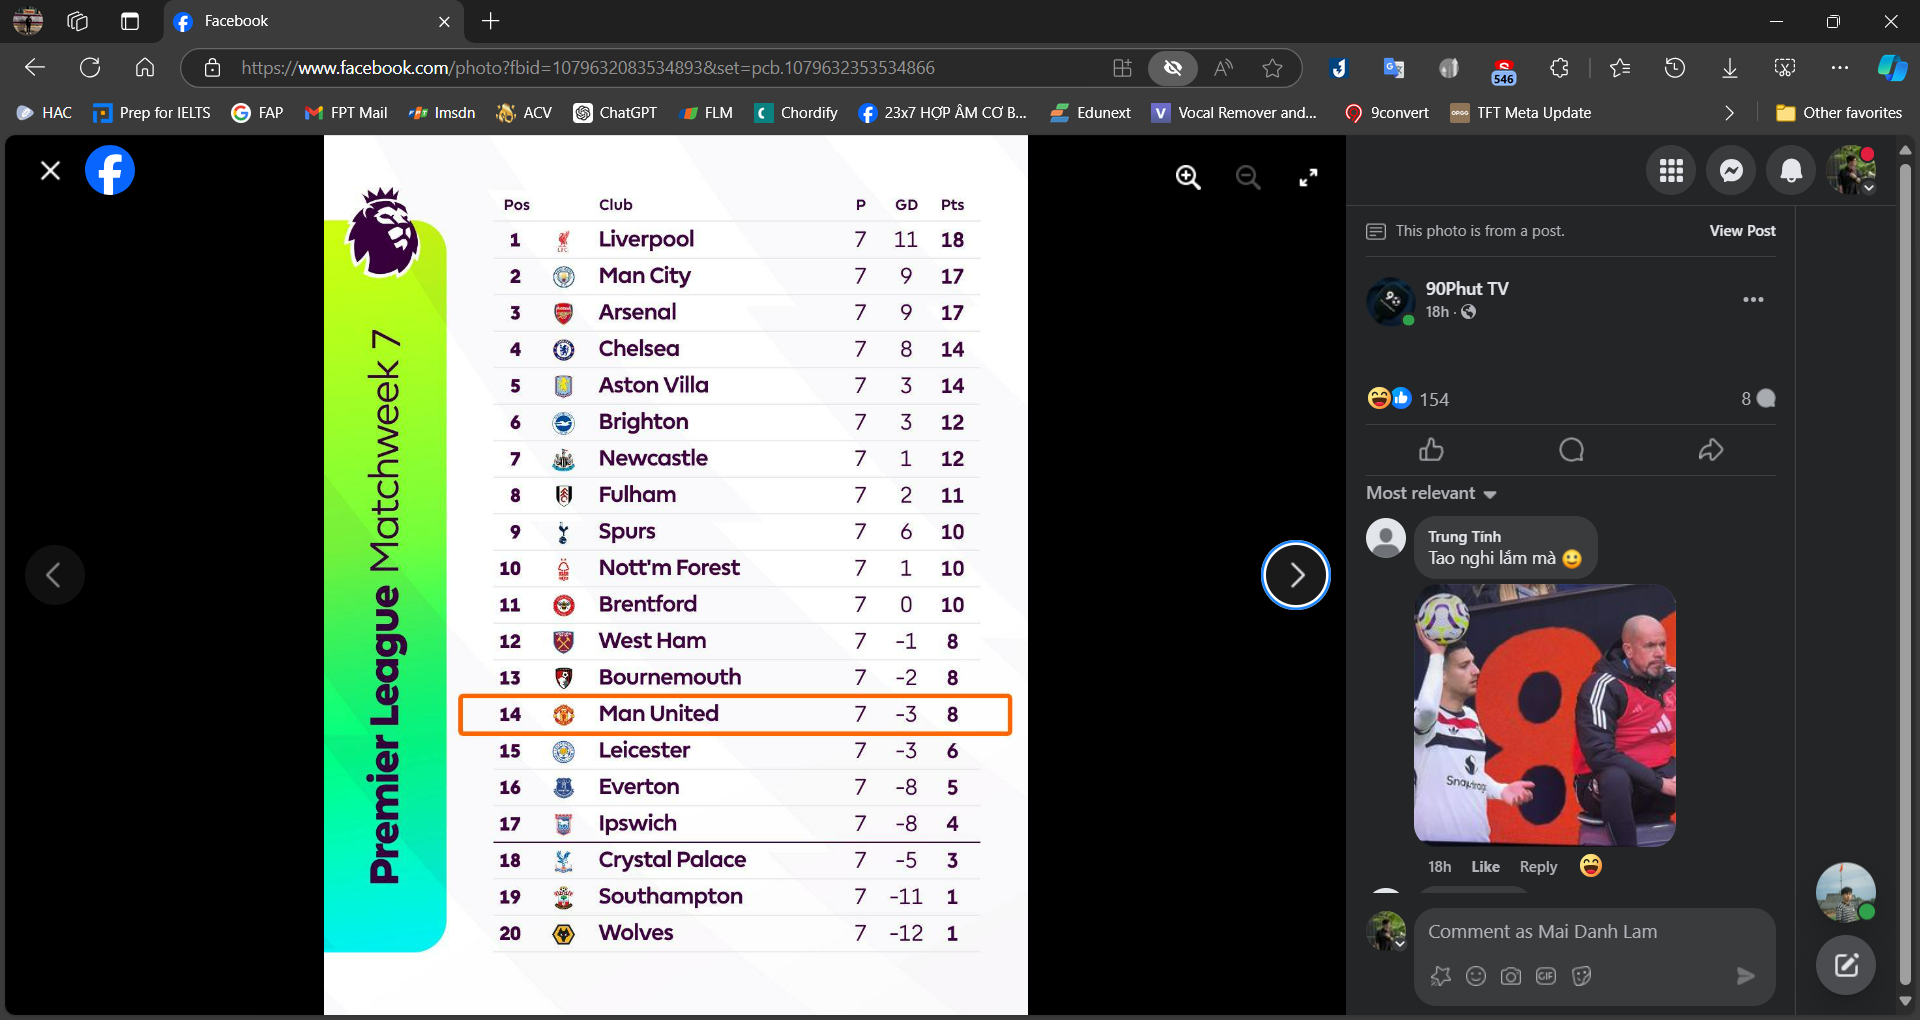 Facebook
https://www.facebook.com/photo?fbid=1079632083534893&set=pcb.1079632353534866
546
HAC
Prep for IELTS
FAP
FPT Mail
lmsdn
ACV
ChatGPT
FLM
Chordify
23x7 HỢP ÂM CƠ B...
Edunext
Vocal Remover and...
9convert
TFT Meta Update
Other favorites
Premier League Matchweek 7
Pos Club P GD Pts
1 Liverpool 7 11 18
2 Man City 7 9 17
3 Arsenal 7 9 17
4 Chelsea 7 8 14
5 Aston Villa 7 3 14
6 Brighton 7 3 12
7 Newcastle 7 1 12
8 Fulham 7 2 11
9 Spurs 7 6 10
10 Nott'm Forest 7 1 10
11 Brentford 7 0 10
12 West Ham 7 -1 8
13 Bournemouth 7 -2 8
14 Man United 7 -3 8
15 Leicester 7 -3 6
16 Everton 7 -8 5
17 Ipswich 7 -8 4
18 Crystal Palace 7 -5 3
19 Southampton 7 -11 1
20 Wolves 7 -12 1
This photo is from a post.
View Post
90Phut TV
18h ·
154
8
Most relevant
Trung Tính
Tao nghi lắm mà
18h Like Reply
Comment as Mai Danh Lam
GIF